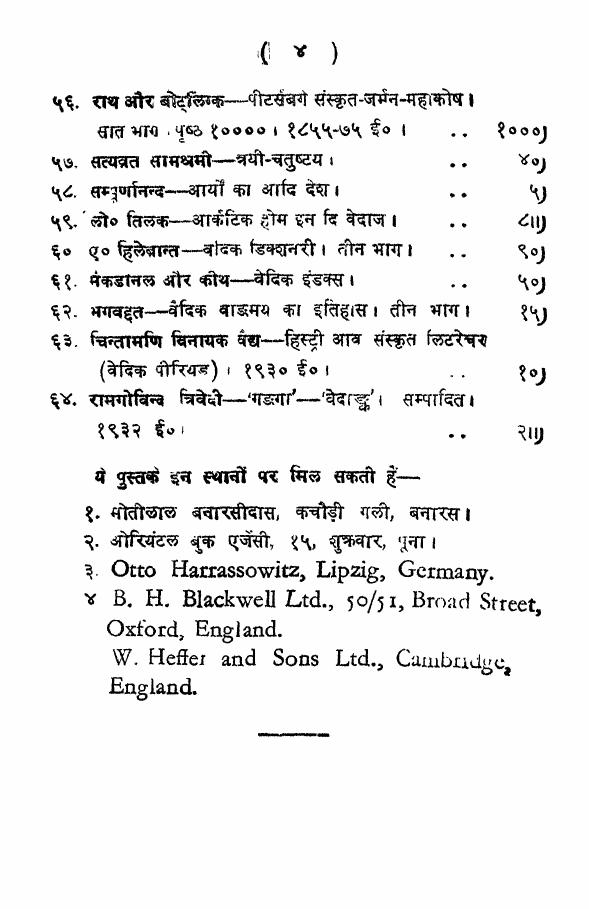 ( ४ )
५६. राथ और बोट्लिंग्क—पीटर्सबर्ग संस्कृत-जर्मन-महाकोष।
सात भाग । पृष्ठ १०००० । १८५५-७५ ई० । .. १०००)
५७. सत्यव्रत सामश्रमी—त्रयी-चतुष्टय। .. ४०)
५८. सम्पूर्णानन्द—आर्यों का आदि देश। .. ५)
५९. लो० तिलक—आर्कटिक होम इन दि वेदाज। .. ८॥)
६० ए० हिलेब्रान्त—वैदिक डिक्शनरी। तीन भाग। .. ९०)
६१. मैकडानल और कीथ—वैदिक इंडक्स। .. ५०)
६२. भगवद्दत्त—वैदिक वाङमय का इतिहास। तीन भाग। १५)
६३. चिन्तामणि विनायक वैद्य—हिस्ट्री आव संस्कृत लिटरेचर
(वेदिक पीरियड) । १९३० ई०। .. १०)
६४. रामगोविन्द त्रिवेदी—‘गङगा’—‘वेदाङ्क’। सम्पादित।
१९३२ ई०। .. २॥)
ये पुस्तकें इन स्थानों पर मिल सकती हैं—
१. मोतीलाल बनारसीदास, कचौड़ी गली, बनारस।
२. ओरियंटल बुक एजेंसी, १५, शुक्रवार, पूना।
३. Otto Harrassowitz, Lipzig, Germany.
४ B. H. Blackwell Ltd., 50/51, Broad Street,
Oxford, England.
W. Heffer and Sons Ltd., Cambridge,
England.